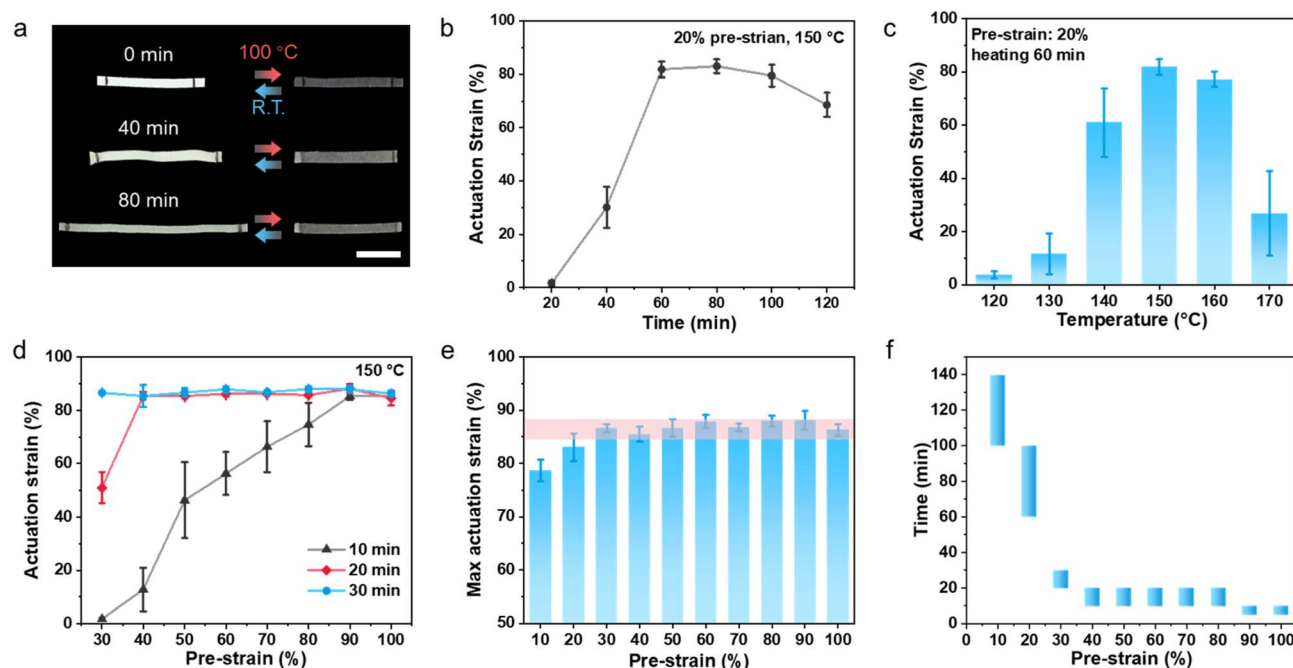 a
0 min
100 °C
R.T.
40 min
80 min
b
20% pre-strian, 150 °C
Actuation Strain (%)
100
80
60
40
20
0
20 40 60 80 100 120
Time (min)
c
Pre-strain: 20%
heating 60 min
Actuation Strain (%)
100
80
60
40
20
0
120 130 140 150 160 170
Temperature (°C)
d
150 °C
Actuation strain (%)
100
80
60
40
20
0
10 min
20 min
30 min
30 40 50 60 70 80 90 100
Pre-strain (%)
e
Max actuation strain (%)
100
90
80
70
60
50
10 20 30 40 50 60 70 80 90 100
Pre-strain (%)
f
Time (min)
140
120
100
80
60
40
20
0
0 10 20 30 40 50 60 70 80 90 100
Pre-strain (%)